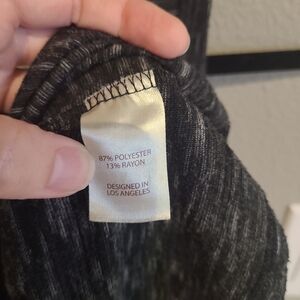 87% POLYESTER
13% RAYON
DESIGNED IN
LOS ANGELES